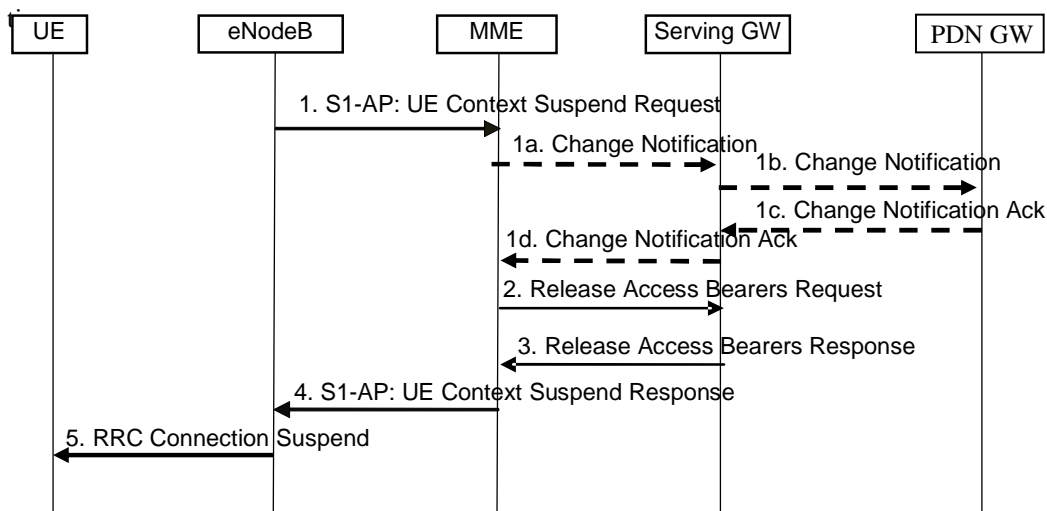 UE
eNodeB
MME
Serving GW
PDN GW
1. S1-AP: UE Context Suspend Request
1a. Change Notification
1b. Change Notification
1c. Change Notification Ack
1d. Change Notification Ack
2. Release Access Bearers Request
3. Release Access Bearers Response
4. S1-AP: UE Context Suspend Response
5. RRC Connection Suspend